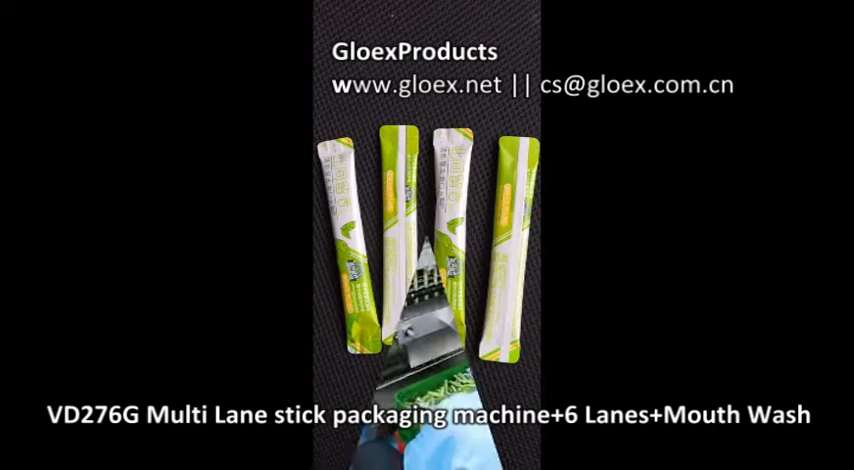 GloexProducts
www.gloex.net || cs@gloex.com.cn
VD276G Multi Lane stick packaging machine+6 Lanes+Mouth Wash